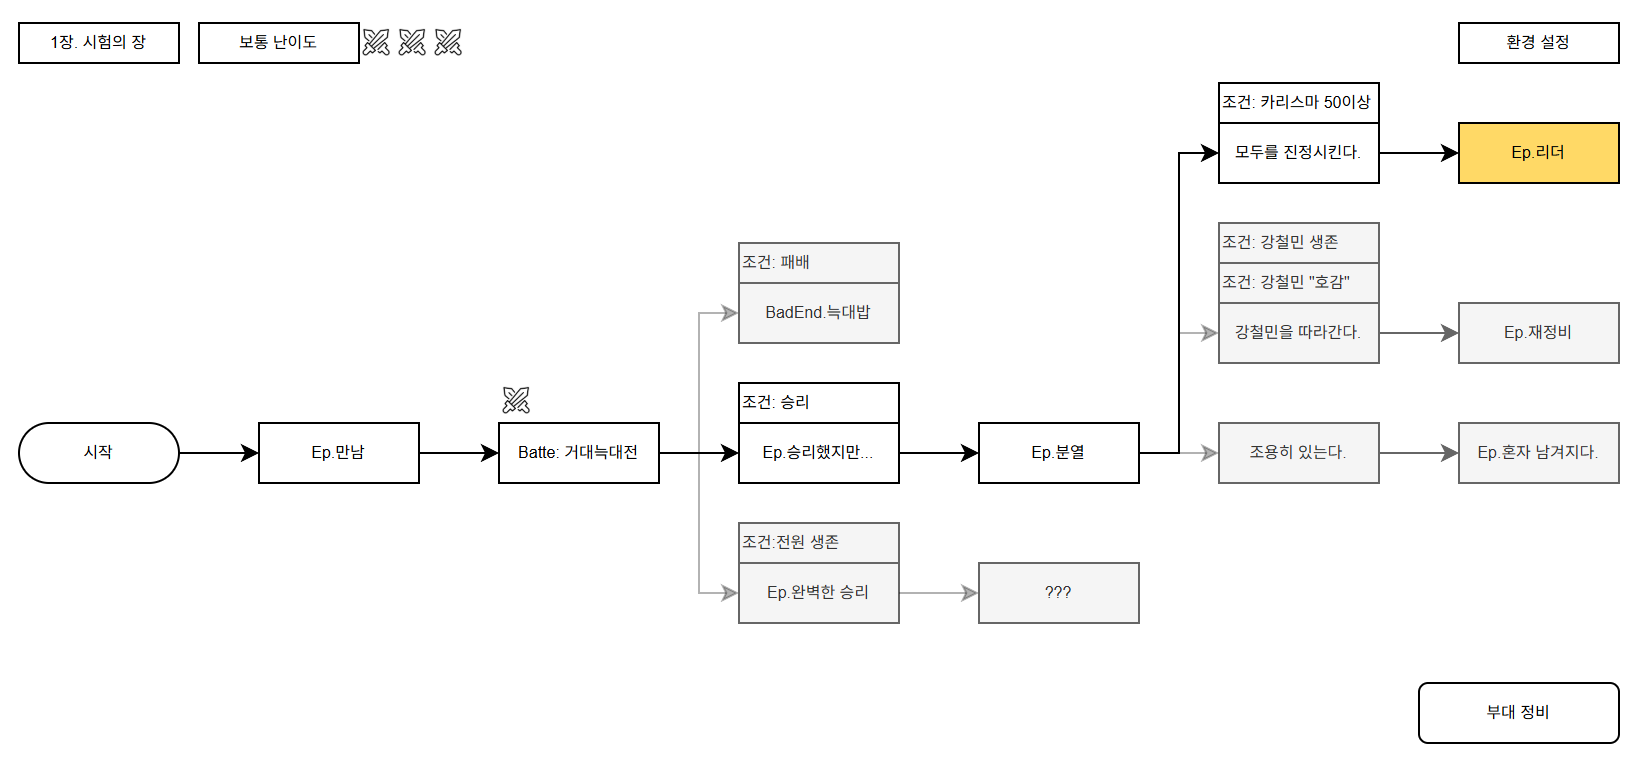 1장. 시험의 장
보통 난이도
환경 설정
조건: 카리스마 50이상
모두를 진정시킨다.
Ep.리더
조건: 강철민 생존
조건: 강철민 "호감"
강철민을 따라간다.
Ep.재정비
조건: 패배
BadEnd.늑대밥
시작
Ep.만남
Batte: 거대늑대전
조건: 승리
Ep.승리했지만...
Ep.분열
조용히 있는다.
Ep.혼자 남겨지다.
조건:전원 생존
Ep.완벽한 승리
???
부대 정비